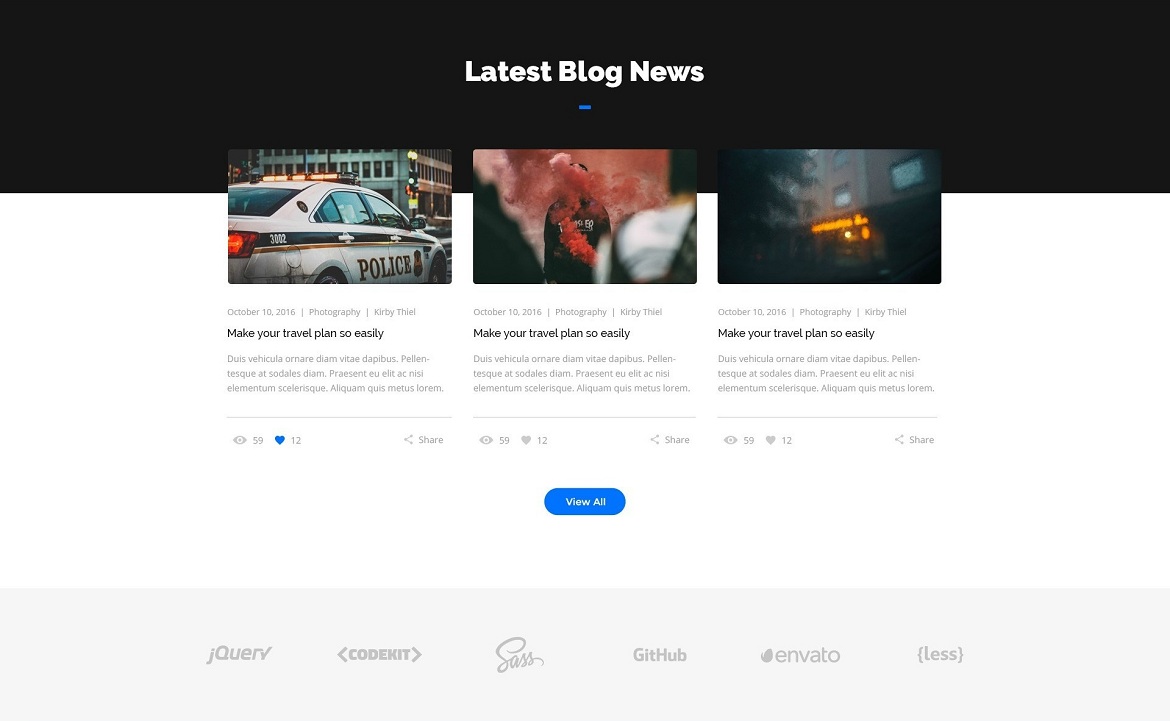 Latest Blog News
3002
POLICE
October 10, 2016 | Photography | Kirby Thiel
Make your travel plan so easily
Duis vehicula ornare diam vitae dapibus. Pellen-
tesque at sodales diam. Praesent eu elit ac nisi
elementum scelerisque. Aliquam quis metus lorem.
59 12 Share
October 10, 2016 | Photography | Kirby Thiel
Make your travel plan so easily
Duis vehicula ornare diam vitae dapibus. Pellen-
tesque at sodales diam. Praesent eu elit ac nisi
elementum scelerisque. Aliquam quis metus lorem.
59 12 Share
October 10, 2016 | Photography | Kirby Thiel
Make your travel plan so easily
Duis vehicula ornare diam vitae dapibus. Pellen-
tesque at sodales diam. Praesent eu elit ac nisi
elementum scelerisque. Aliquam quis metus lorem.
59 12 Share
View All
jQuery <CODEKIT> Sass GitHub envato {less}